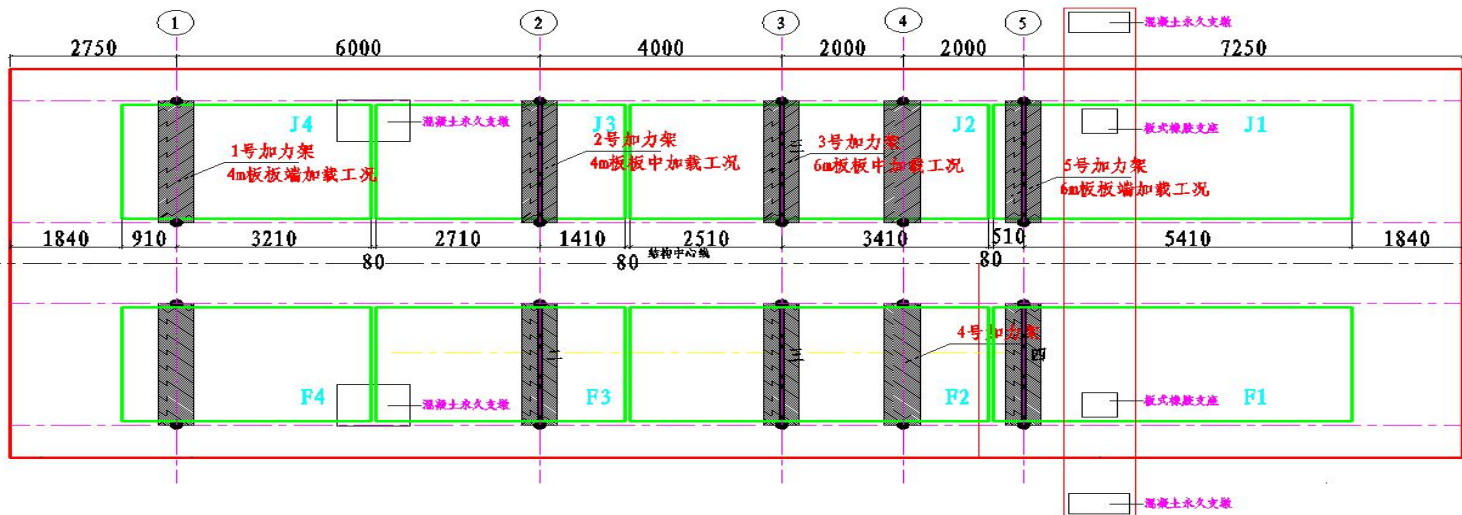 1 2 3 4 5
混凝土永久支墩
2750 6000 4000 2000 2000 7250
J4 J3 J2 J1
混凝土永久支墩
板式橡胶支座
1号加力架
4m板板端加载工况
2号加力架
4m板板中加载工况
三
3号加力架
6m板板中加载工况
5号加力架
6m板板端加载工况
1840 910 3210 2710 1410 2510 3410 510 5410 1840
80 80 80
结构中心线
4号加力架
二 三 四
F4 F3 F2 F1
混凝土永久支墩
板式橡胶支座
混凝土永久支墩